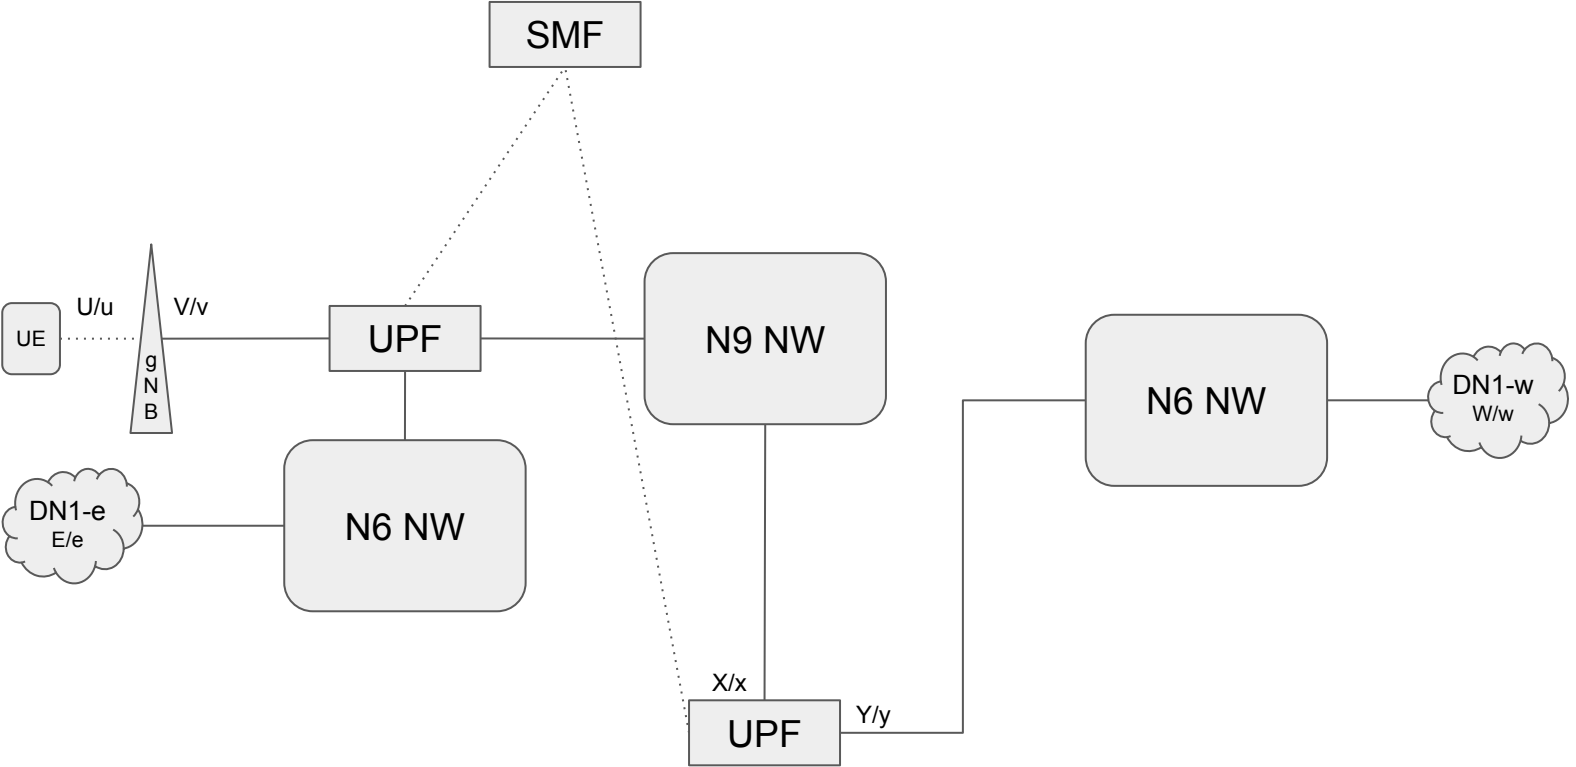 SMF
U/u
V/v
UE
g
N
B
UPF
N9 NW
N6 NW
DN1-w
W/w
DN1-e
E/e
N6 NW
X/x
Y/y
UPF